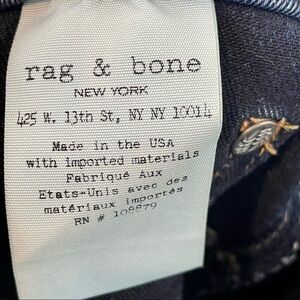 rag & bone
NEW YORK
425 W. 13th St, NY NY 10014
Made in the USA
with imported materials
Fabriqué Aux
Etats-Unis avec des
matériaux importés
RN # 108879